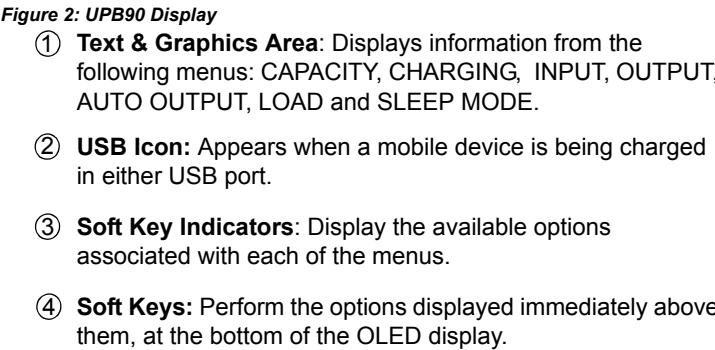 Figure 2: UPB90 Display
① Text & Graphics Area: Displays information from the
following menus: CAPACITY, CHARGING, INPUT, OUTPUT,
AUTO OUTPUT, LOAD and SLEEP MODE.
② USB Icon: Appears when a mobile device is being charged
in either USB port.
③ Soft Key Indicators: Display the available options
associated with each of the menus.
④ Soft Keys: Perform the options displayed immediately above
them, at the bottom of the OLED display.